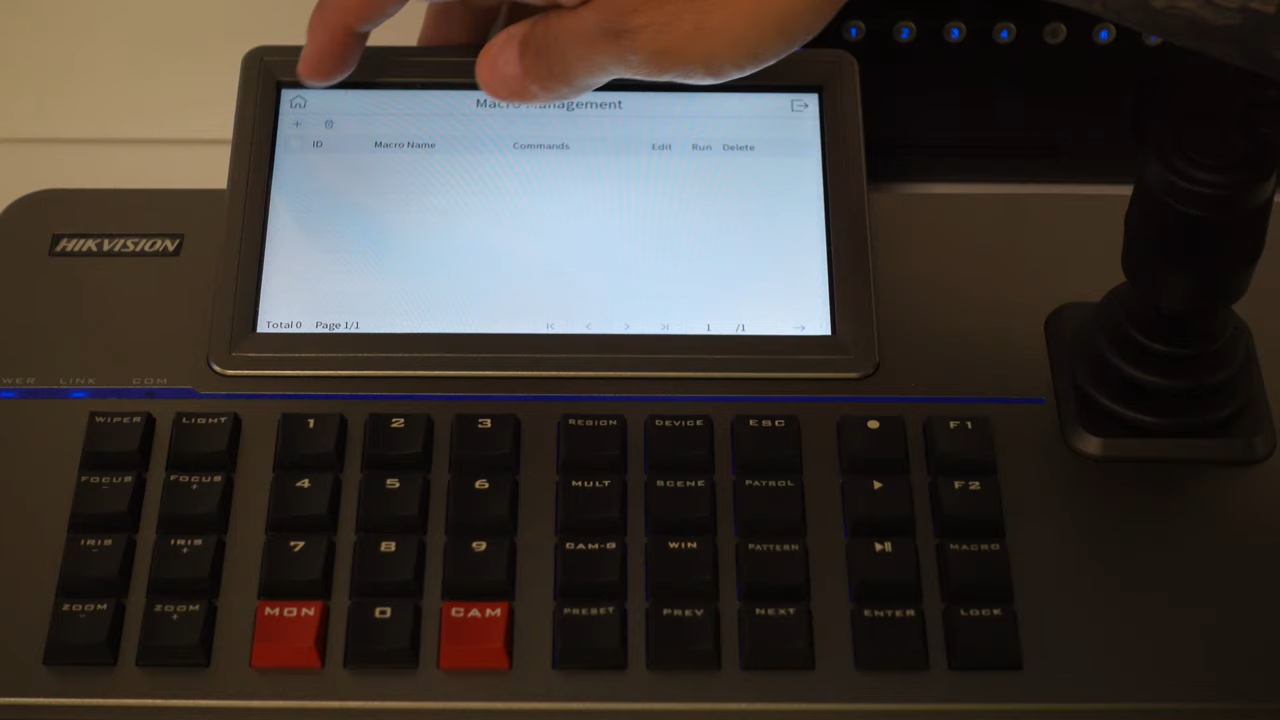 1 2 3 4 6
Macro Management
ID Macro Name Commands Edit Run Delete
HIKVISION
Total 0 Page 1/1 1 /1
LINK COM
WIPER LIGHT 1 2 3 REGION DEVICE ESC F1
FOCUS - FOCUS + 4 5 6 MULT SCENE PATROL F2
IRIS - IRIS + 7 8 9 CAM-G WIN PATTERN MACRO
ZOOM - ZOOM + MON 0 CAM PRESET PREV NEXT ENTER LOCK